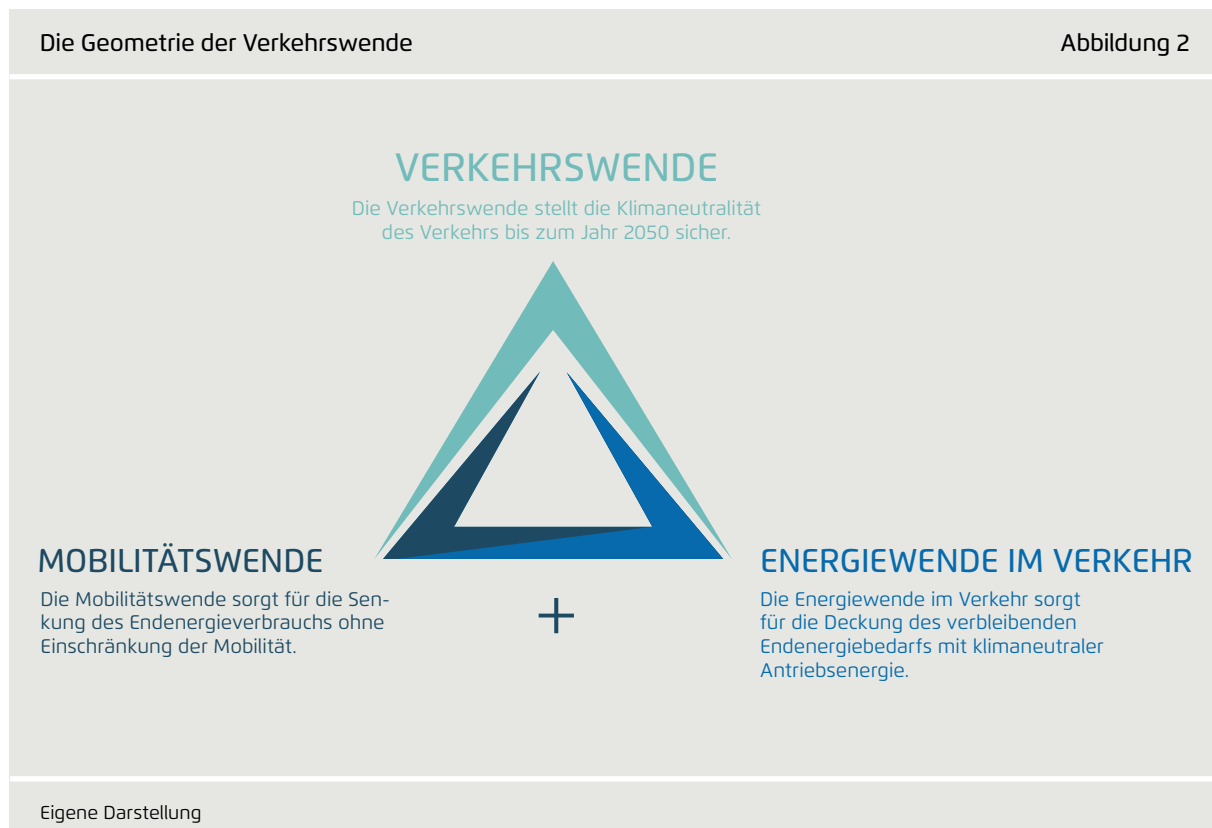 Die Geometrie der Verkehrswende
Abbildung 2
VERKEHRSWENDE
Die Verkehrswende stellt die Klimaneutralität
des Verkehrs bis zum Jahr 2050 sicher.
MOBILITÄTSWENDE
Die Mobilitätswende sorgt für die Sen-
kung des Endenergieverbrauchs ohne
Einschränkung der Mobilität.
+
ENERGIEWENDE IM VERKEHR
Die Energiewende im Verkehr sorgt
für die Deckung des verbleibenden
Endenergiebedarfs mit klimaneutraler
Antriebsenergie.
Eigene Darstellung